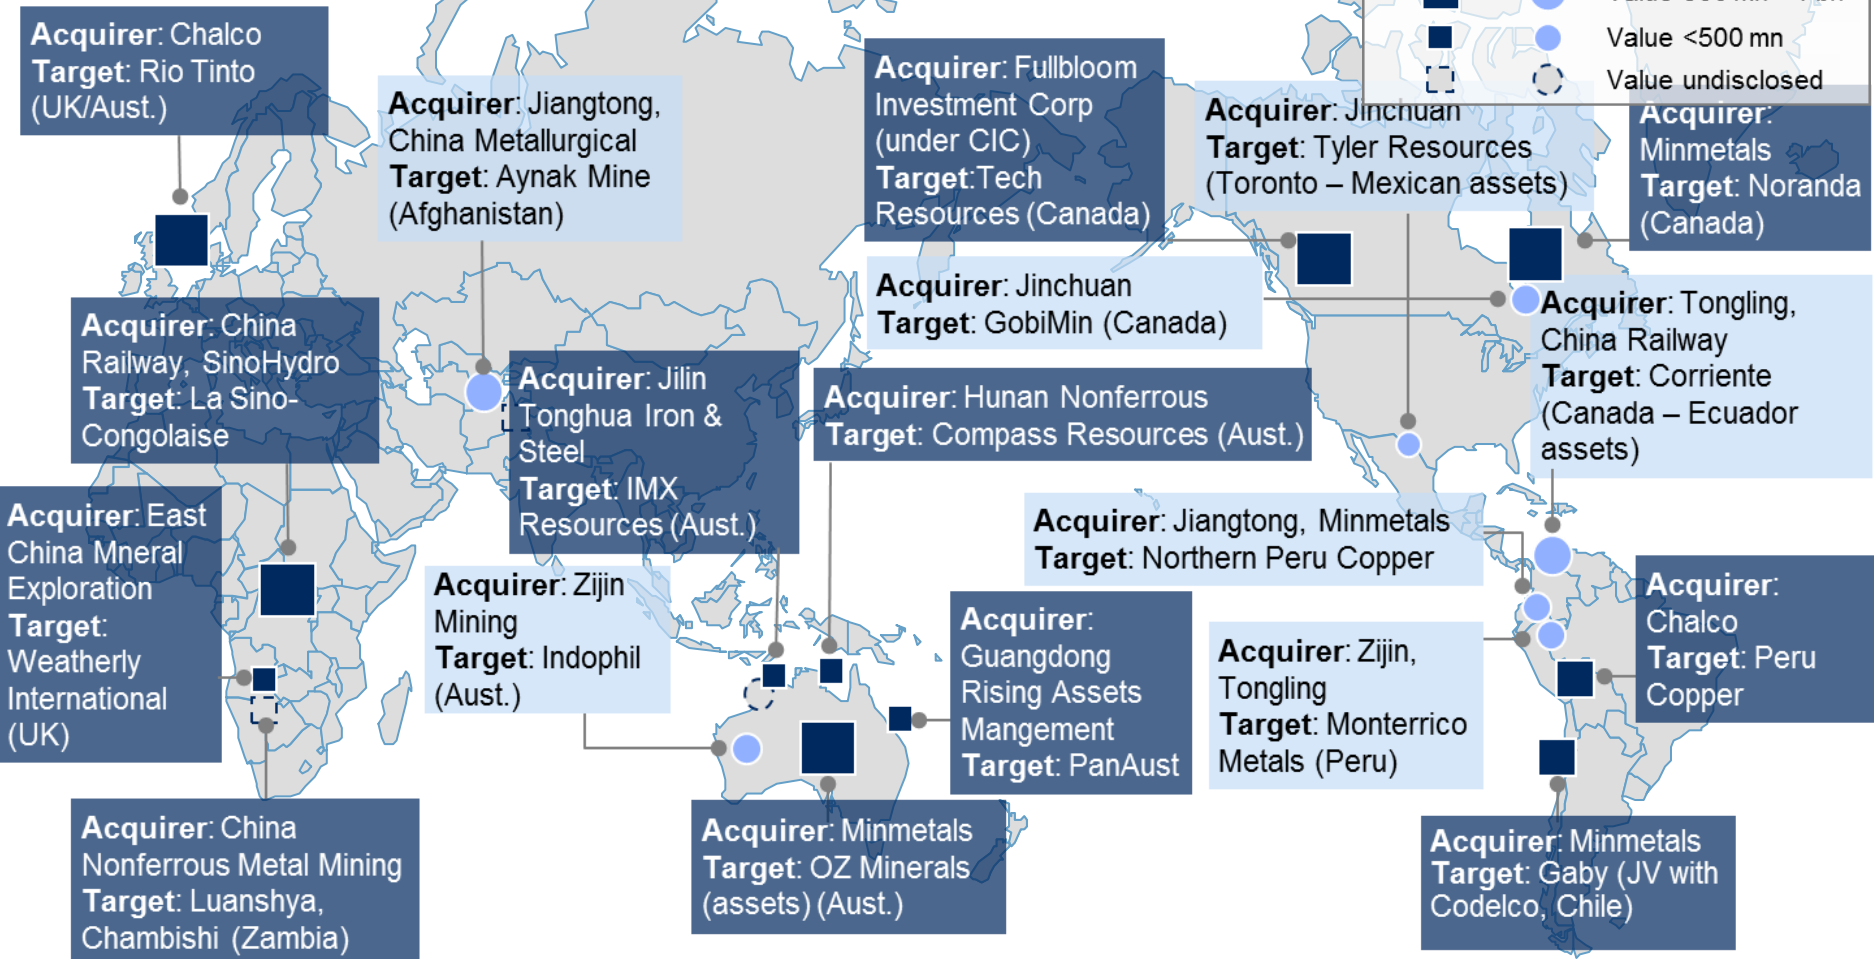 Acquirer: Chalco
Target: Rio Tinto
(UK/Aust.)
Acquirer: Jiangtong,
China Metallurgical
Target: Aynak Mine
(Afghanistan)
Acquirer: Fullbloom
Investment Corp
(under CIC)
Target:Tech
Resources (Canada)
Acquirer: Jinchuan
Target: Tyler Resources
(Toronto – Mexican assets)
Value <500 mn
Value undisclosed
Acquirer:
Minmetals
Target: Noranda
(Canada)
Acquirer: Jinchuan
Target: GobiMin (Canada)
Acquirer: Tongling,
China Railway
Target: Corriente
(Canada – Ecuador
assets)
Acquirer: China
Railway, SinoHydro
Target: La Sino-
Congolaise
Acquirer: Jilin
Tonghua Iron &
Steel
Target: IMX
Resources (Aust.)
Acquirer: Hunan Nonferrous
Target: Compass Resources (Aust.)
Acquirer: East
China Mneral
Exploration
Target:
Weatherly
International
(UK)
Acquirer: Jiangtong, Minmetals
Target: Northern Peru Copper
Acquirer: Zijin
Mining
Target: Indophil
(Aust.)
Acquirer:
Guangdong
Rising Assets
Mangement
Target: PanAust
Acquirer: Zijin,
Tongling
Target: Monterrico
Metals (Peru)
Acquirer:
Chalco
Target: Peru
Copper
Acquirer: China
Nonferrous Metal Mining
Target: Luanshya,
Chambishi (Zambia)
Acquirer: Minmetals
Target: OZ Minerals
(assets) (Aust.)
Acquirer: Minmetals
Target: Gaby (JV with
Codelco, Chile)